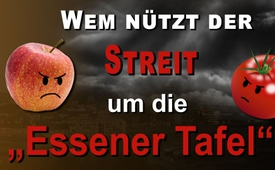 Wem nützt der
Streit
um die
„Essener Tafel“